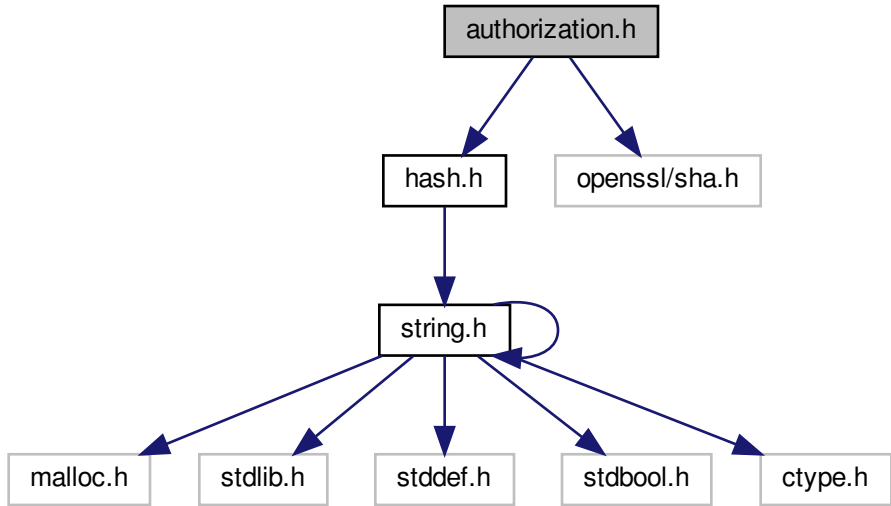 authorization.h
hash.h
openssl/sha.h
string.h
malloc.h
stdlib.h
stddef.h
stdbool.h
ctype.h